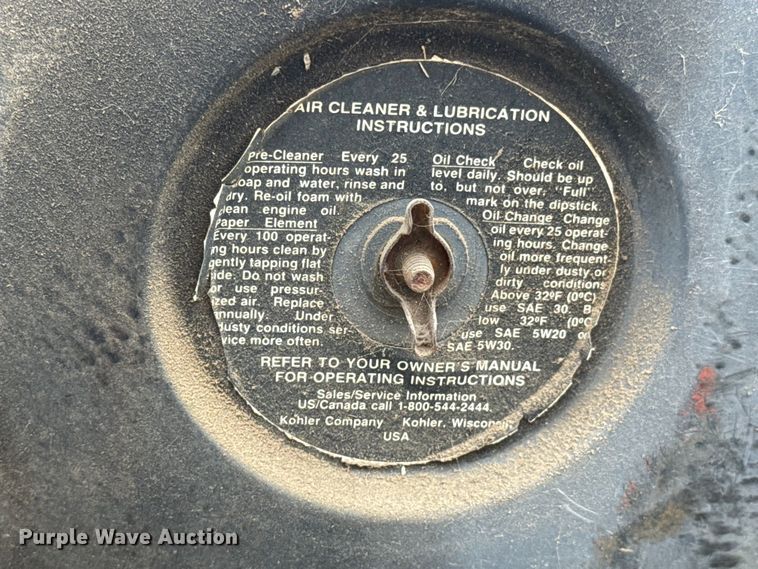 AIR CLEANER & LUBRICATION
INSTRUCTIONS
pre-Cleaner Every 25
operating hours wash in
soap and water, rinse and
dry. Re-oil foam with
clean engine oil.
Paper Element
Every 100 operat-
ing hours clean by
gently tapping flat
side. Do not wash
or use pressur-
ized air. Replace
annually. Under
dusty conditions ser-
vice more often.
Oil Check Check oil
level daily. Should be up
to, but not over, "Full"
mark on the dipstick.
Oil Change Change
oil every 25 operat-
ing hours. Change
oil more frequent-
ly under dusty or
dirty conditions
Above 32ºF (0ºC)
use SAE 30. B
low 32ºF (0ºC
use SAE 5W20 or
SAE 5W30.
REFER TO YOUR OWNER'S MANUAL
FOR OPERATING INSTRUCTIONS
Sales/Service Information
US/Canada call 1-800-544-2444.
Kohler Company Kohler, Wisconsin
USA
Purple Wave Auction